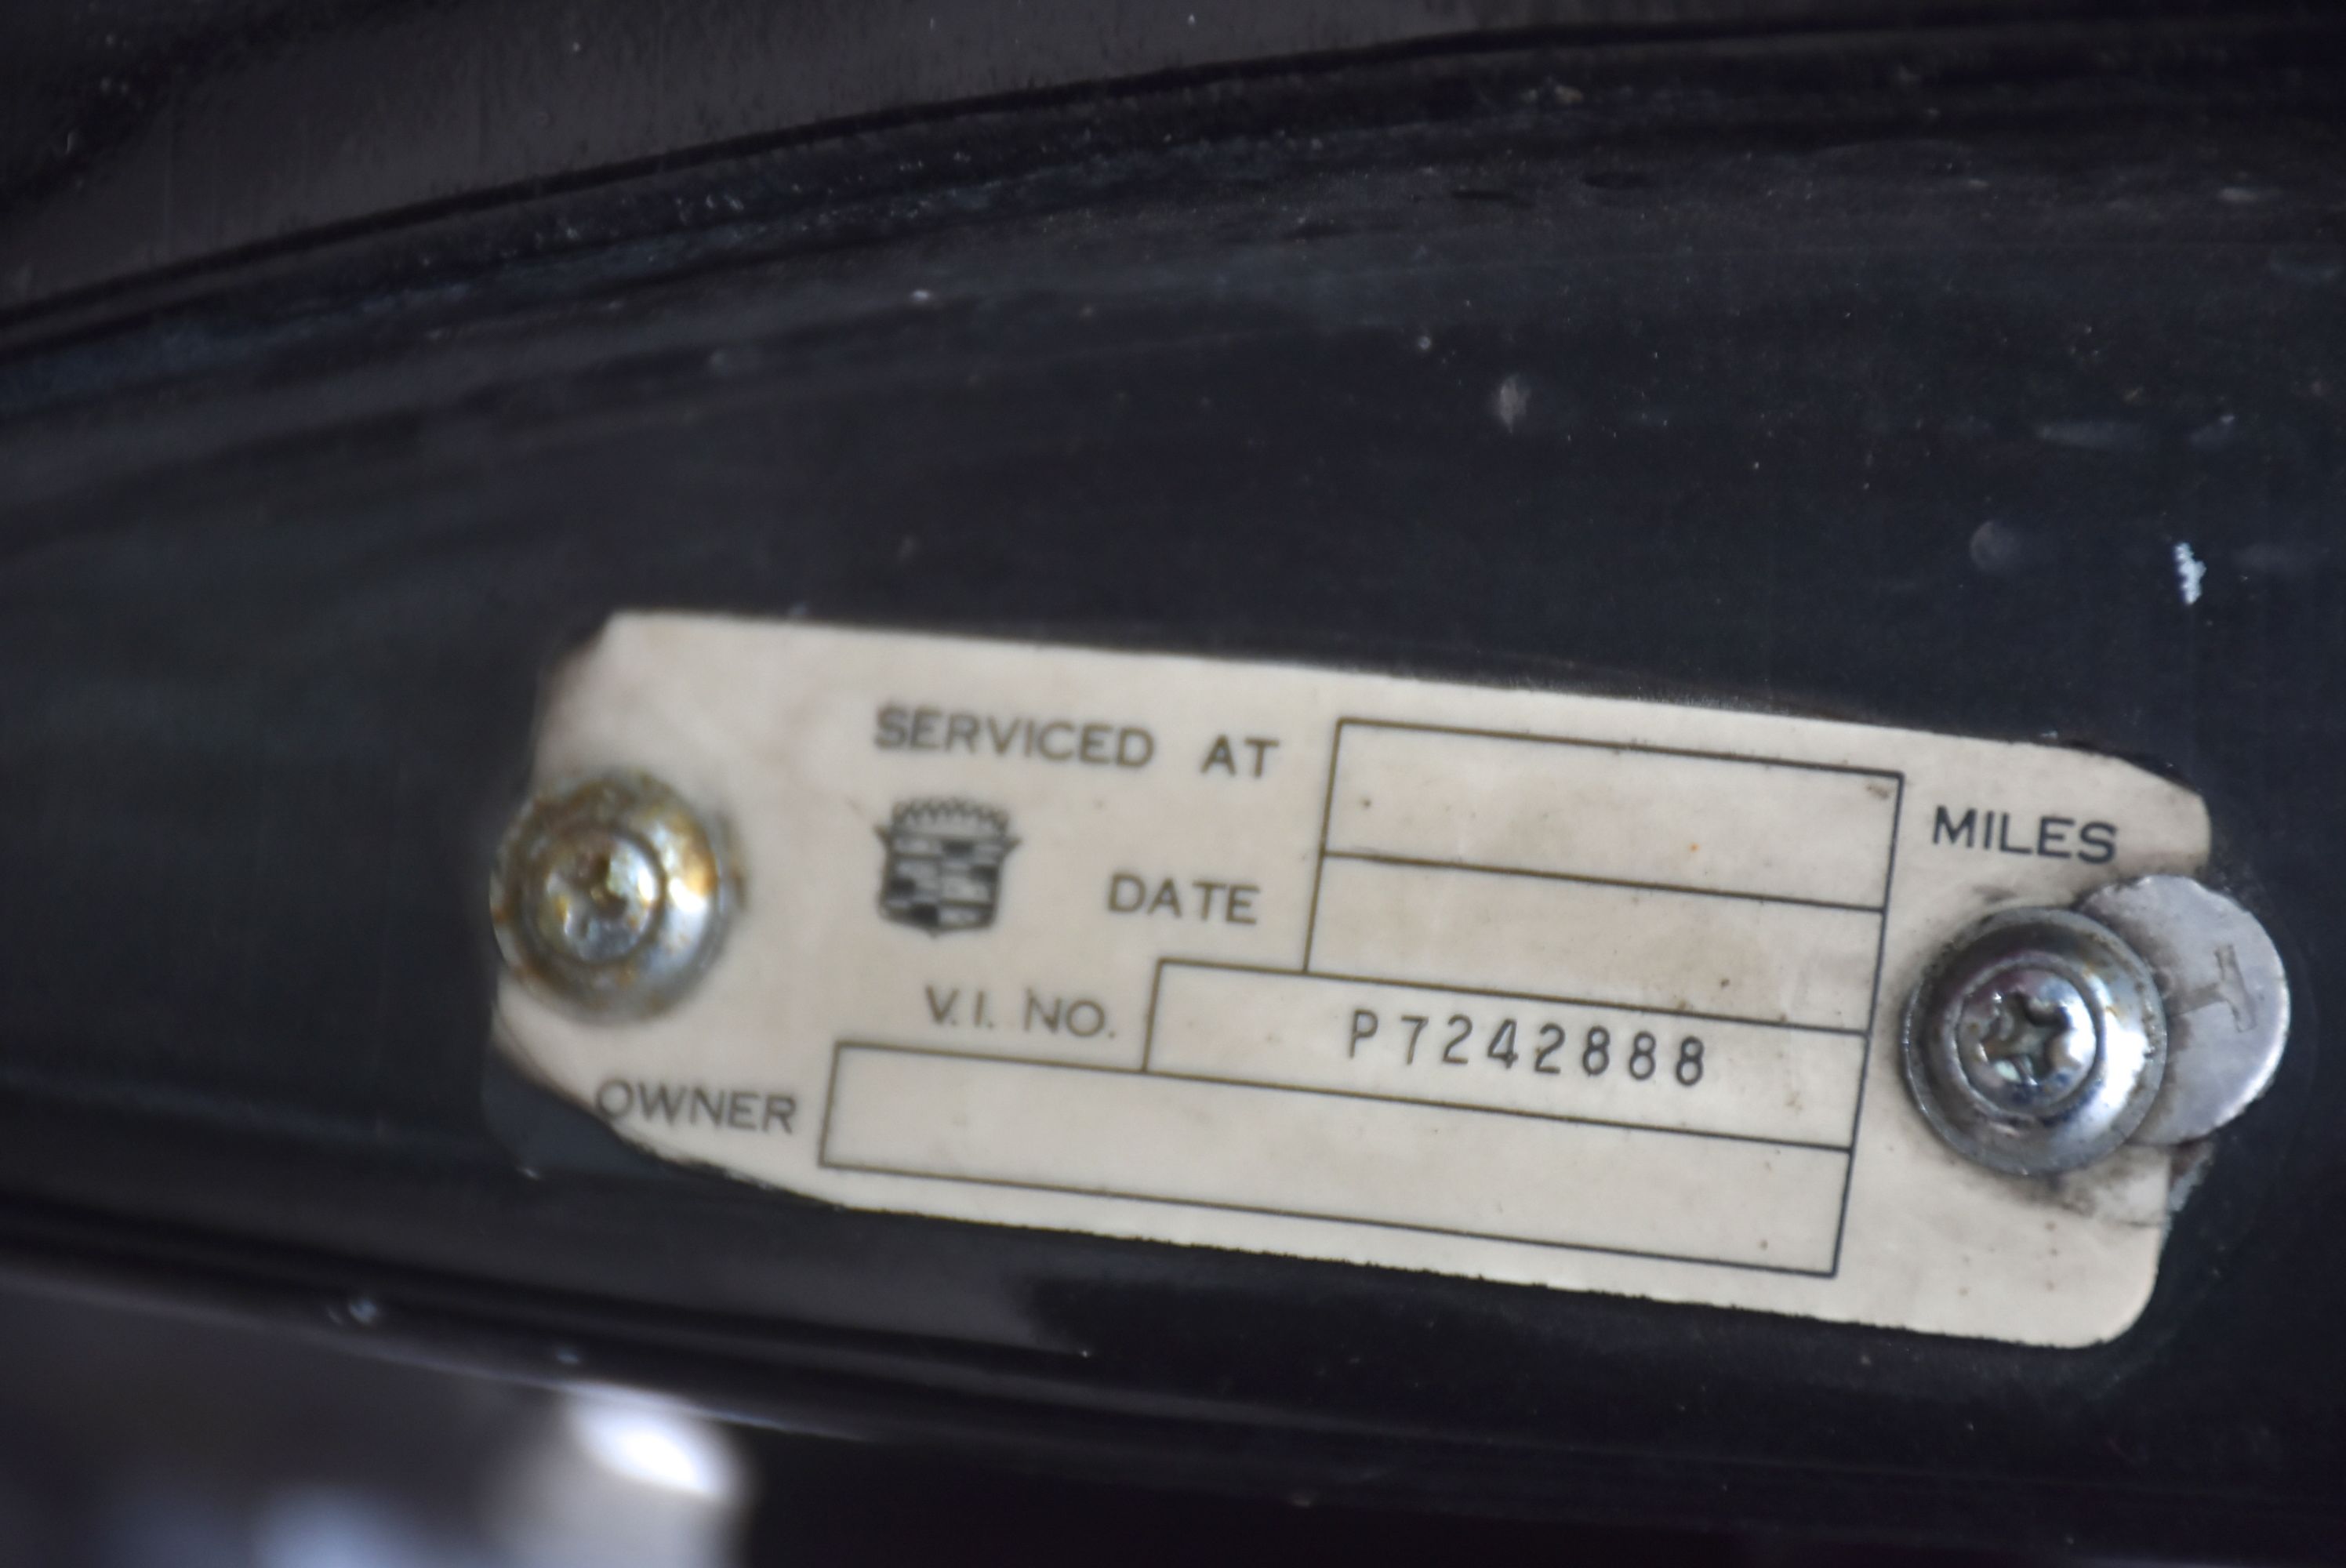 SERVICED AT
MILES
DATE
V.I. NO. P7242888
OWNER